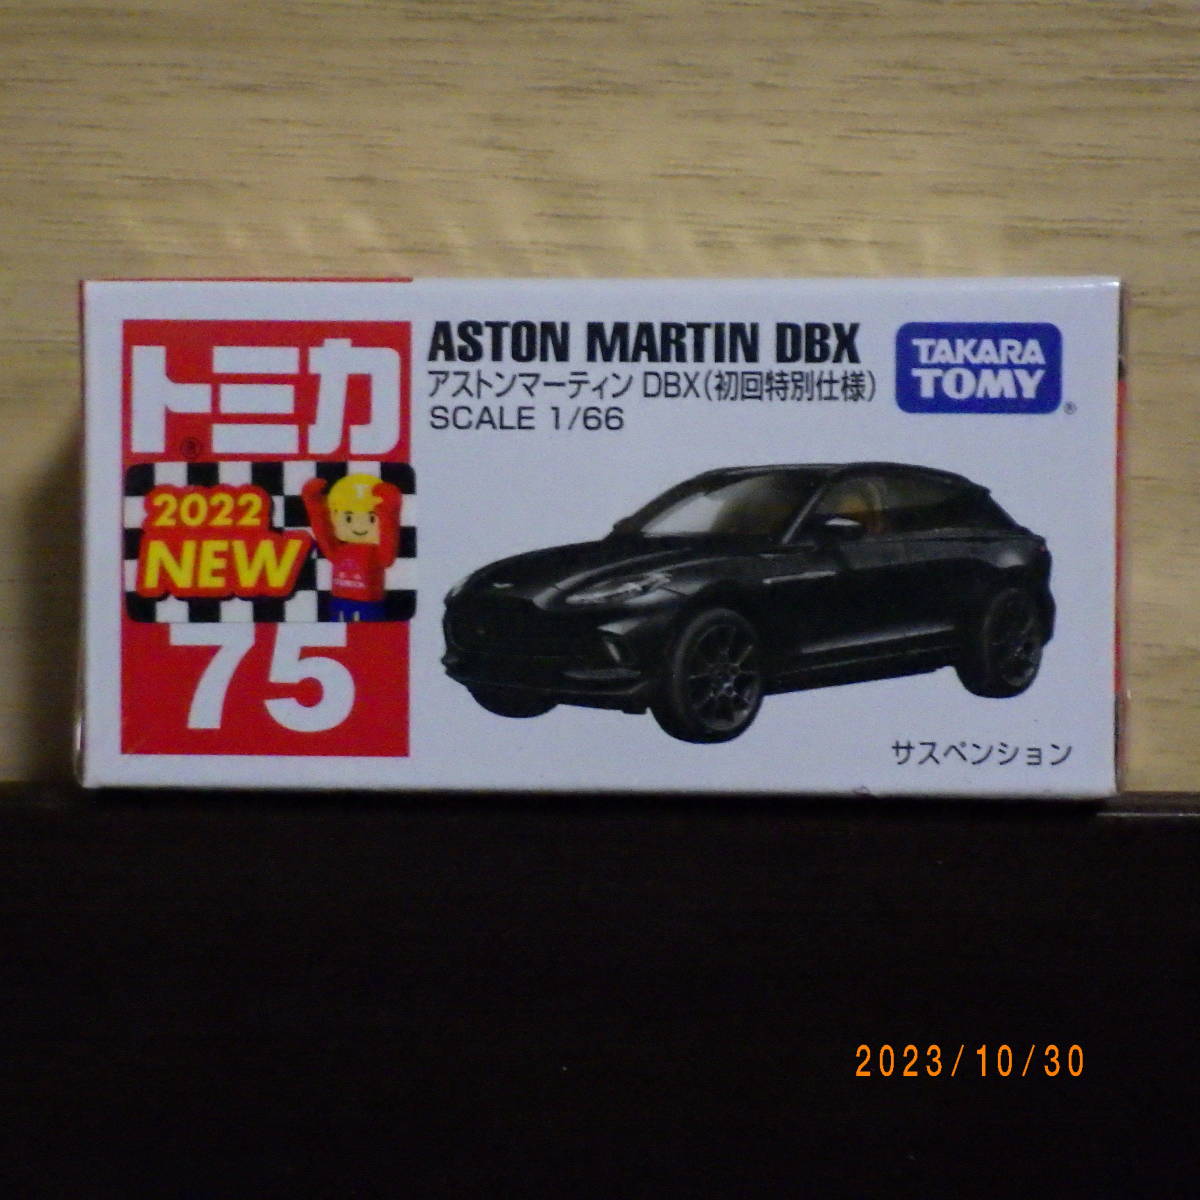 トミカ
®
2022
NEW
75
ASTON MARTIN DBX
アストンマーティン DBX(初回特別仕様)
SCALE 1/66
TAKARA
TOMY
®
サスペンション
2023/10/30